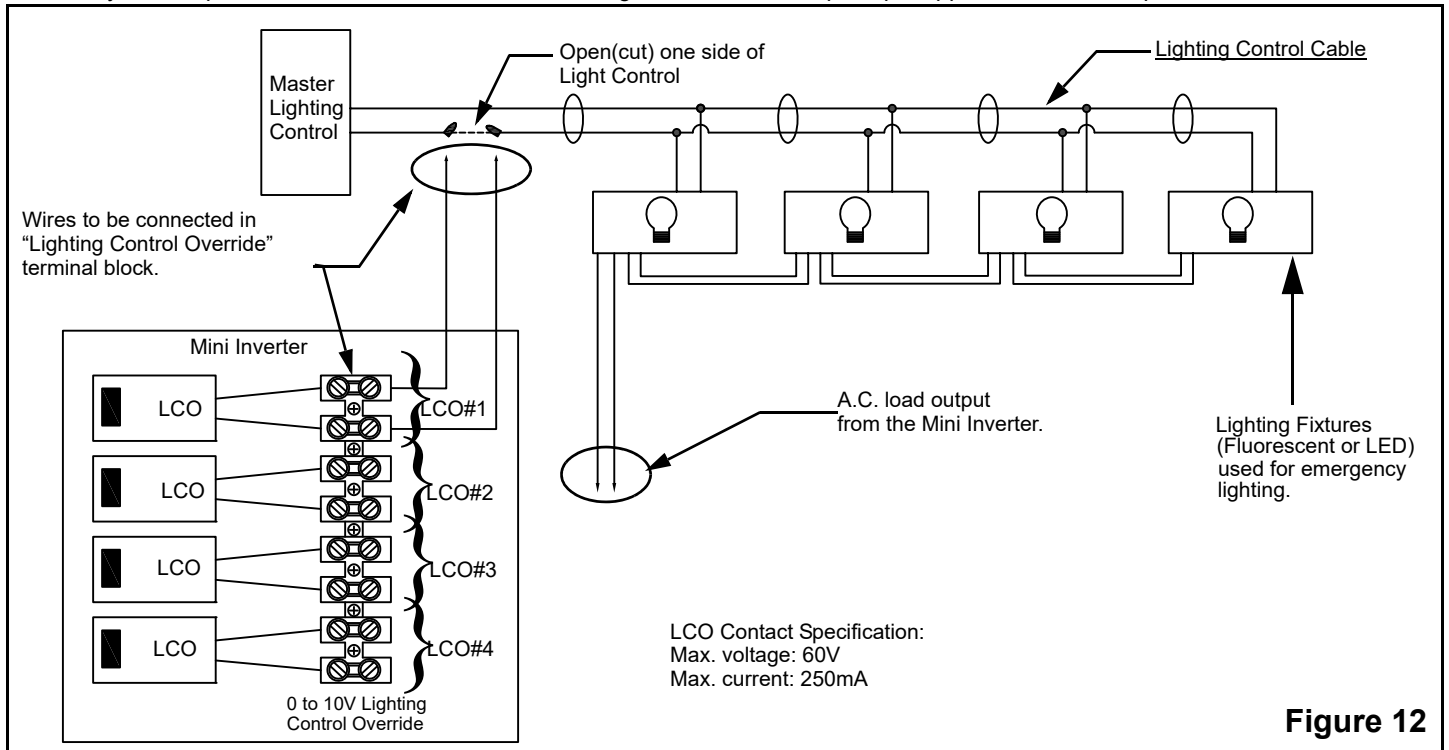 Master
Lighting
Control
Open(cut) one side of
Light Control
Lighting Control Cable
Wires to be connected in
“Lighting Control Override”
terminal block.
Mini Inverter
LCO
LCO#1
LCO
LCO#2
LCO
LCO#3
LCO
LCO#4
0 to 10V Lighting
Control Override
A.C. load output
from the Mini Inverter.
Lighting Fixtures
(Fluorescent or LED)
used for emergency
lighting.
LCO Contact Specification:
Max. voltage: 60V
Max. current: 250mA
Figure 12